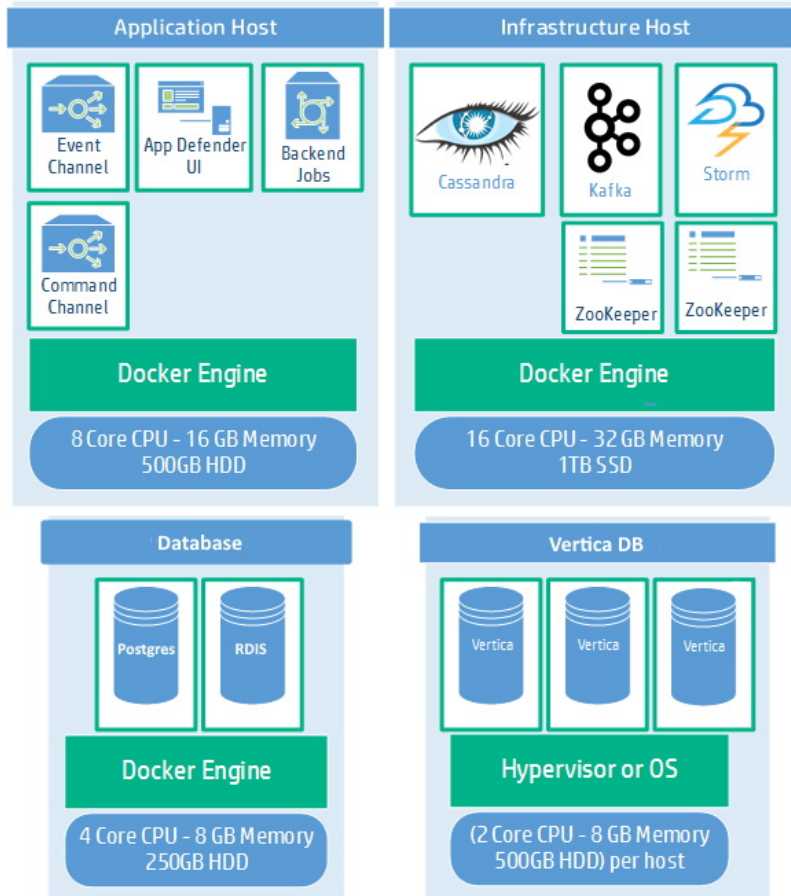 Application Host
Event
Channel
App Defender
UI
Backend
Jobs
Command
Channel
Docker Engine
8 Core CPU - 16 GB Memory
500GB HDD
Infrastructure Host
Cassandra
Kafka
Storm
ZooKeeper
ZooKeeper
Docker Engine
16 Core CPU - 32 GB Memory
1TB SSD
Database
Postgres
RDIS
Docker Engine
4 Core CPU - 8 GB Memory
250GB HDD
Vertica DB
Vertica
Vertica
Vertica
Hypervisor or OS
(2 Core CPU - 8 GB Memory
500GB HDD) per host